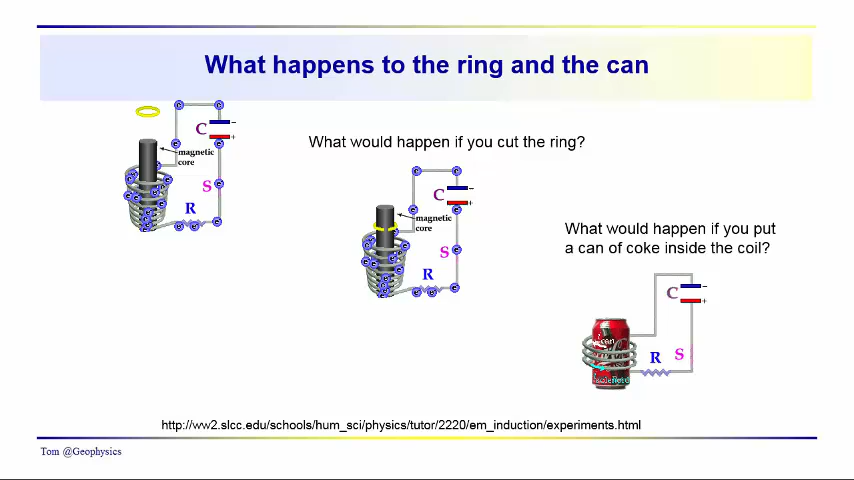 What happens to the ring and the can
C
−
+
magnetic
core
S
R
What would happen if you cut the ring?
C
−
+
magnetic
core
S
R
What would happen if you put
a can of coke inside the coil?
C
−
+
can
R S
http://ww2.slcc.edu/schools/hum_sci/physics/tutor/2220/em_induction/experiments.html
Tom @Geophysics